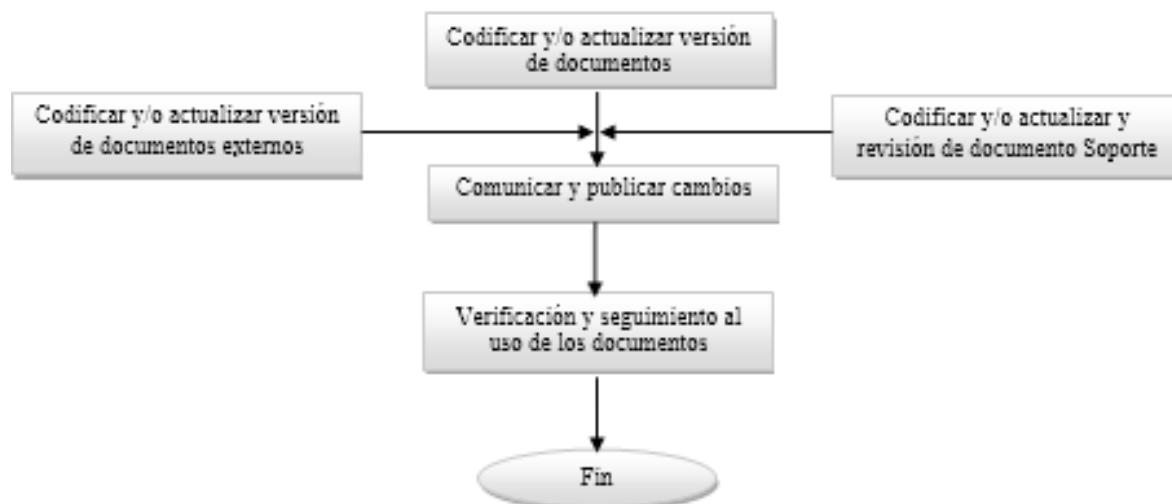 Codificar y/o actualizar versión
de documentos
Codificar y/o actualizar versión
de documentos externos
Codificar y/o actualizar y
revisión de documento Soporte
Comunicar y publicar cambios
Verificación y seguimiento al
uso de los documentos
Fin